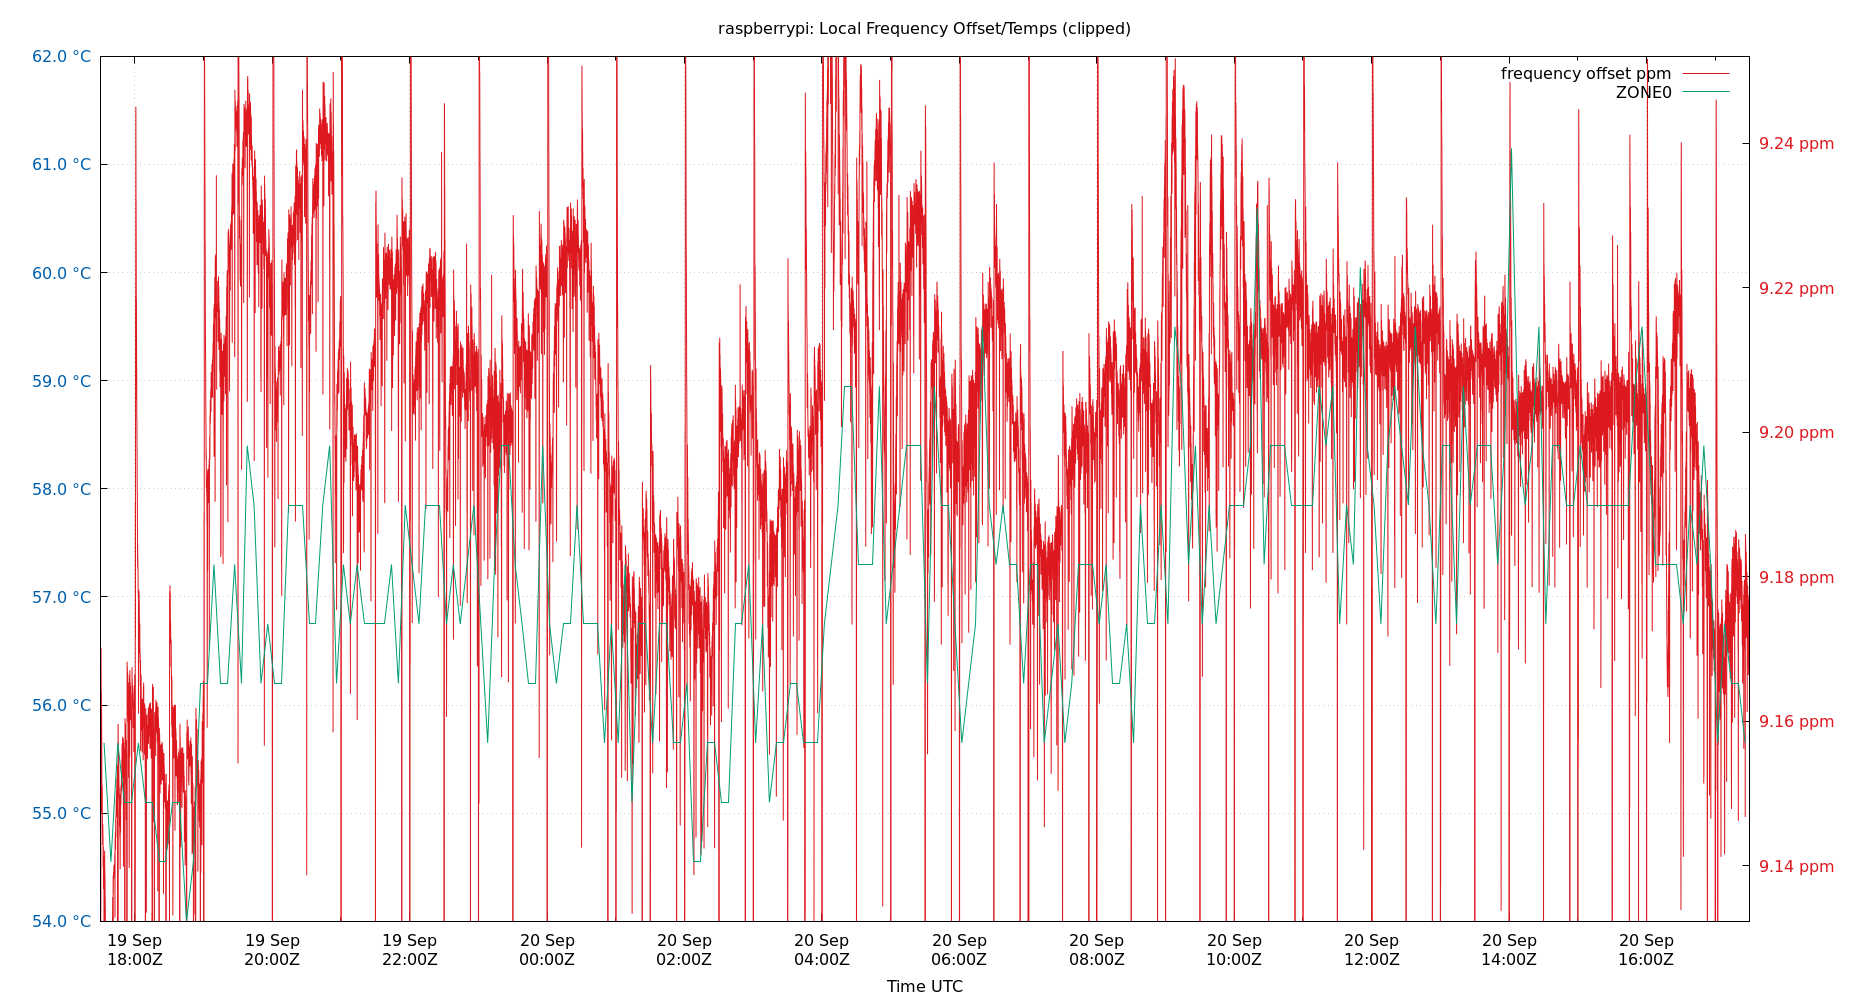 raspberrypi: Local Frequency Offset/Temps (clipped)
frequency offset ppm
ZONE0
62.0 °C
61.0 °C
60.0 °C
59.0 °C
58.0 °C
57.0 °C
56.0 °C
55.0 °C
54.0 °C
9.24 ppm
9.22 ppm
9.20 ppm
9.18 ppm
9.16 ppm
9.14 ppm
19 Sep 19 Sep 19 Sep 20 Sep 20 Sep 20 Sep 20 Sep 20 Sep 20 Sep 20 Sep 20 Sep 20 Sep
18:00Z 20:00Z 22:00Z 00:00Z 02:00Z 04:00Z 06:00Z 08:00Z 10:00Z 12:00Z 14:00Z 16:00Z
Time UTC